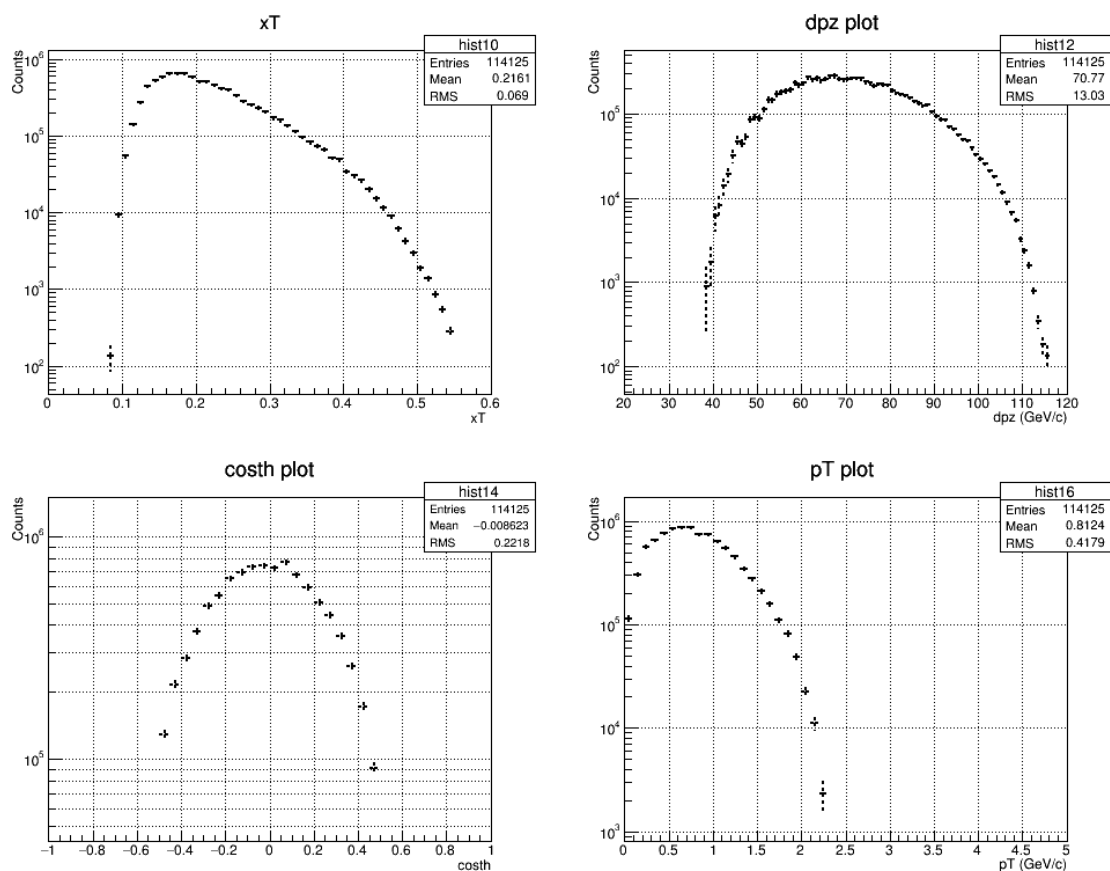 xT
Counts
hist10
Entries 114125
Mean 0.2161
RMS 0.069
10^6
10^5
10^4
10^3
10^2
0 0.1 0.2 0.3 0.4 0.5 0.6
xT
dpz plot
Counts
hist12
Entries 114125
Mean 70.77
RMS 13.03
10^5
10^4
10^3
10^2
20 30 40 50 60 70 80 90 100 110 120
dpz (GeV/c)
costh plot
Counts
hist14
Entries 114125
Mean −0.008623
RMS 0.2218
10^6
10^5
−1 −0.8 −0.6 −0.4 −0.2 0 0.2 0.4 0.6 0.8 1
costh
pT plot
Counts
hist16
Entries 114125
Mean 0.8124
RMS 0.4179
10^6
10^5
10^4
10^3
0 0.5 1 1.5 2 2.5 3 3.5 4 4.5 5
pT (GeV/c)